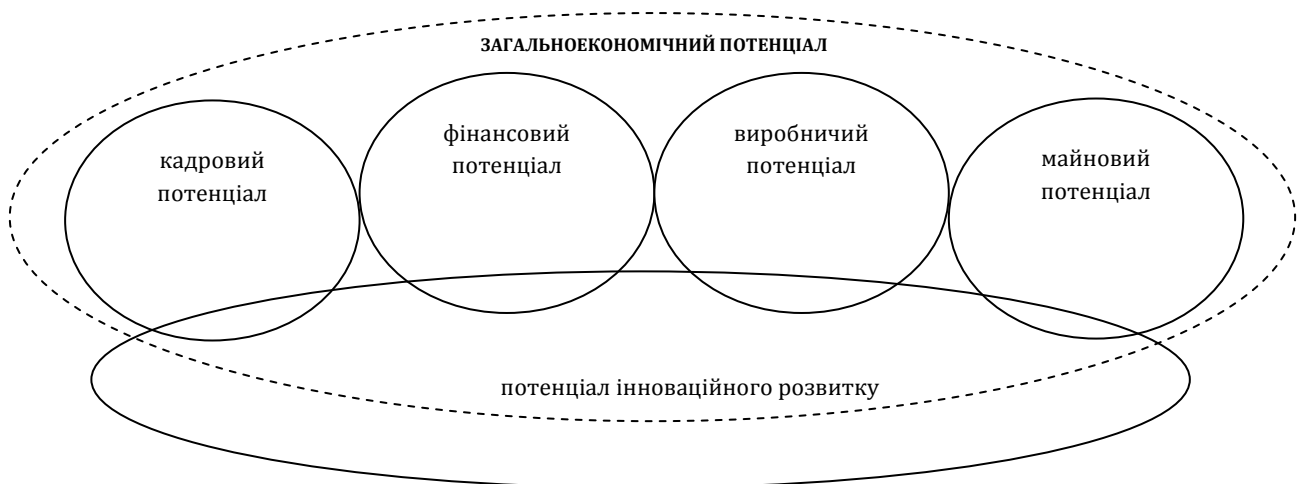 ЗАГАЛЬНОЕКОНОМІЧНИЙ ПОТЕНЦІАЛ
кадровий
потенціал
фінансовий
потенціал
виробничий
потенціал
майновий
потенціал
потенціал інноваційного розвитку